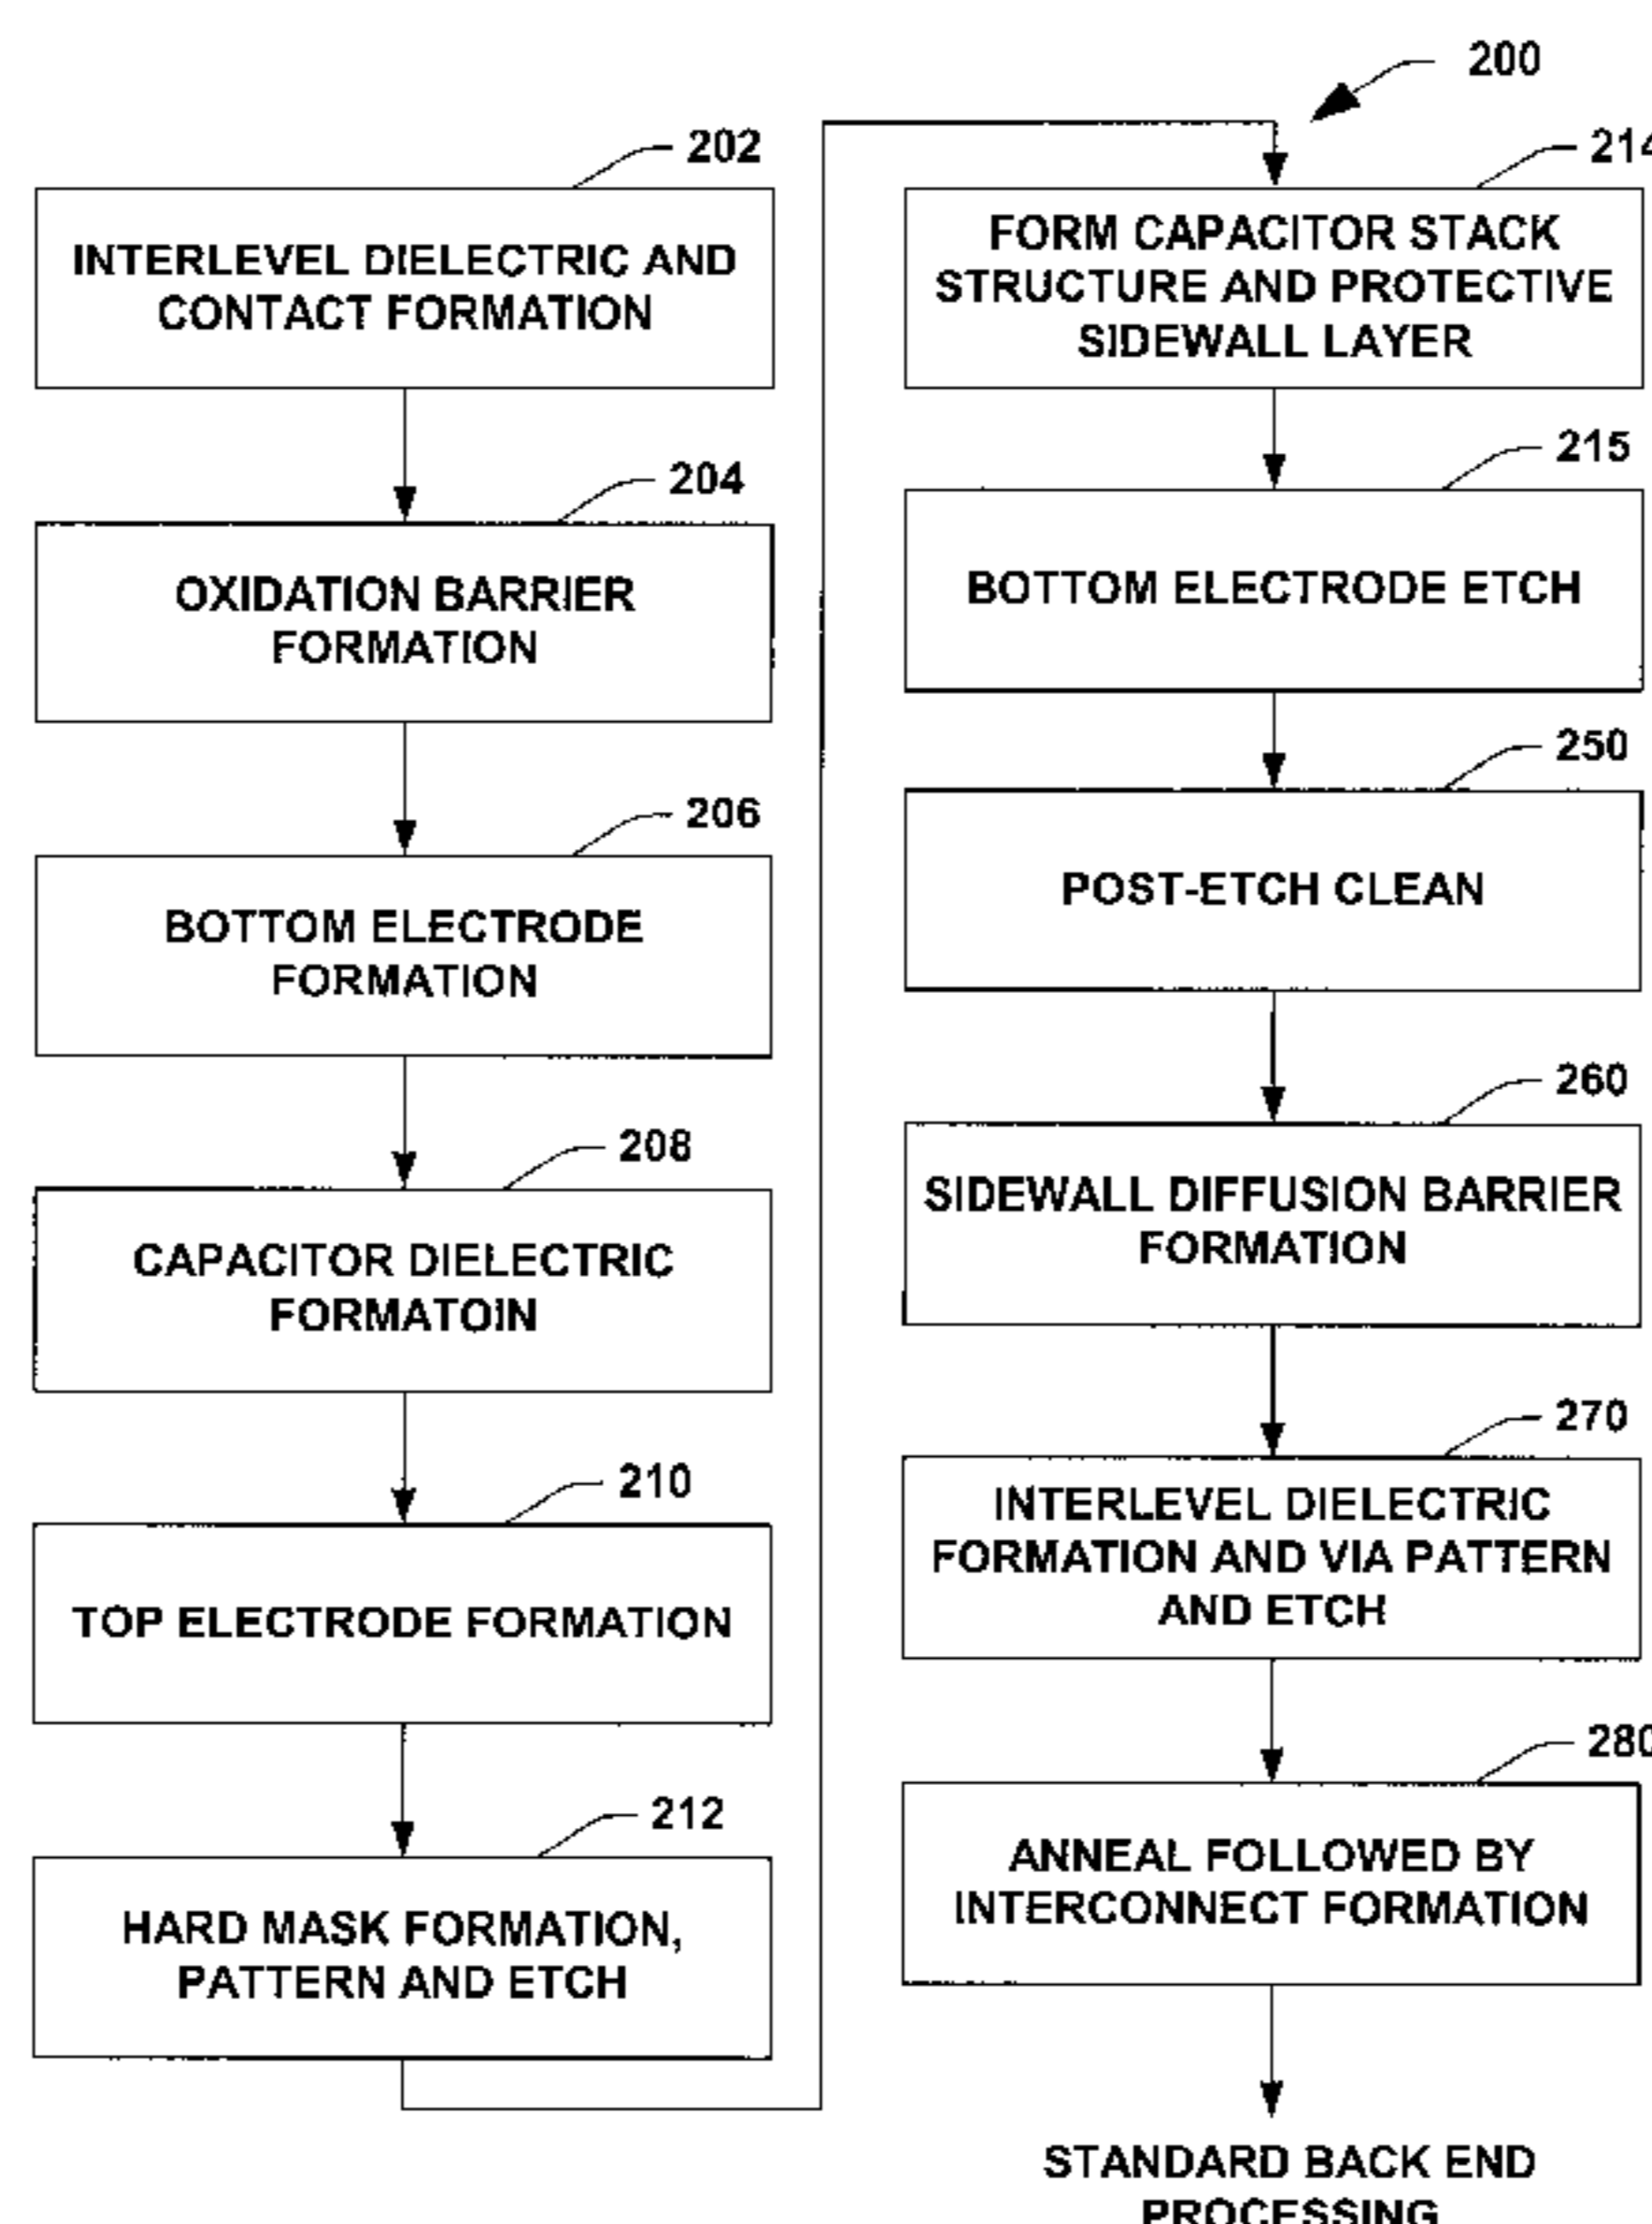 200
202
INTERLEVEL DIELECTRIC AND
CONTACT FORMATION
204
OXIDATION BARRIER
FORMATION
206
BOTTOM ELECTRODE
FORMATION
208
CAPACITOR DIELECTRIC
FORMATOIN
210
TOP ELECTRODE FORMATION
212
HARD MASK FORMATION,
PATTERN AND ETCH
214
FORM CAPACITOR STACK
STRUCTURE AND PROTECTIVE
SIDEWALL LAYER
215
BOTTOM ELECTRODE ETCH
250
POST-ETCH CLEAN
260
SIDEWALL DIFFUSION BARRIER
FORMATION
270
INTERLEVEL DIELECTRIC
FORMATION AND VIA PATTERN
AND ETCH
280
ANNEAL FOLLOWED BY
INTERCONNECT FORMATION
STANDARD BACK END
PROCESSING